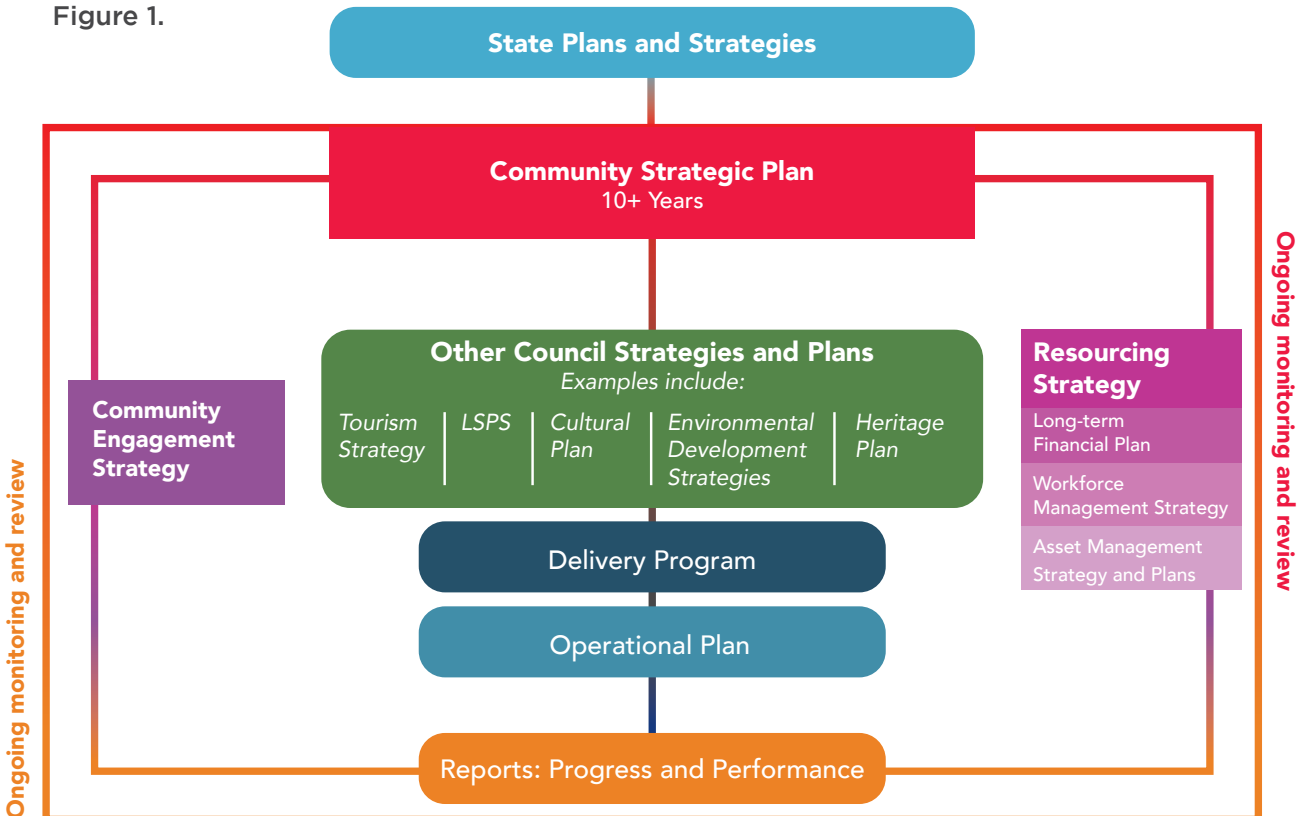 Figure 1.
State Plans and Strategies
Community Strategic Plan
10+ Years
Other Council Strategies and Plans
Examples include:
Tourism
Strategy
LSPS
Cultural
Plan
Environmental
Development
Strategies
Heritage
Plan
Community
Engagement
Strategy
Resourcing
Strategy
Long-term
Financial Plan
Workforce
Management Strategy
Asset Management
Strategy and Plans
Delivery Program
Operational Plan
Reports: Progress and Performance
Ongoing monitoring and review
Ongoing monitoring and review